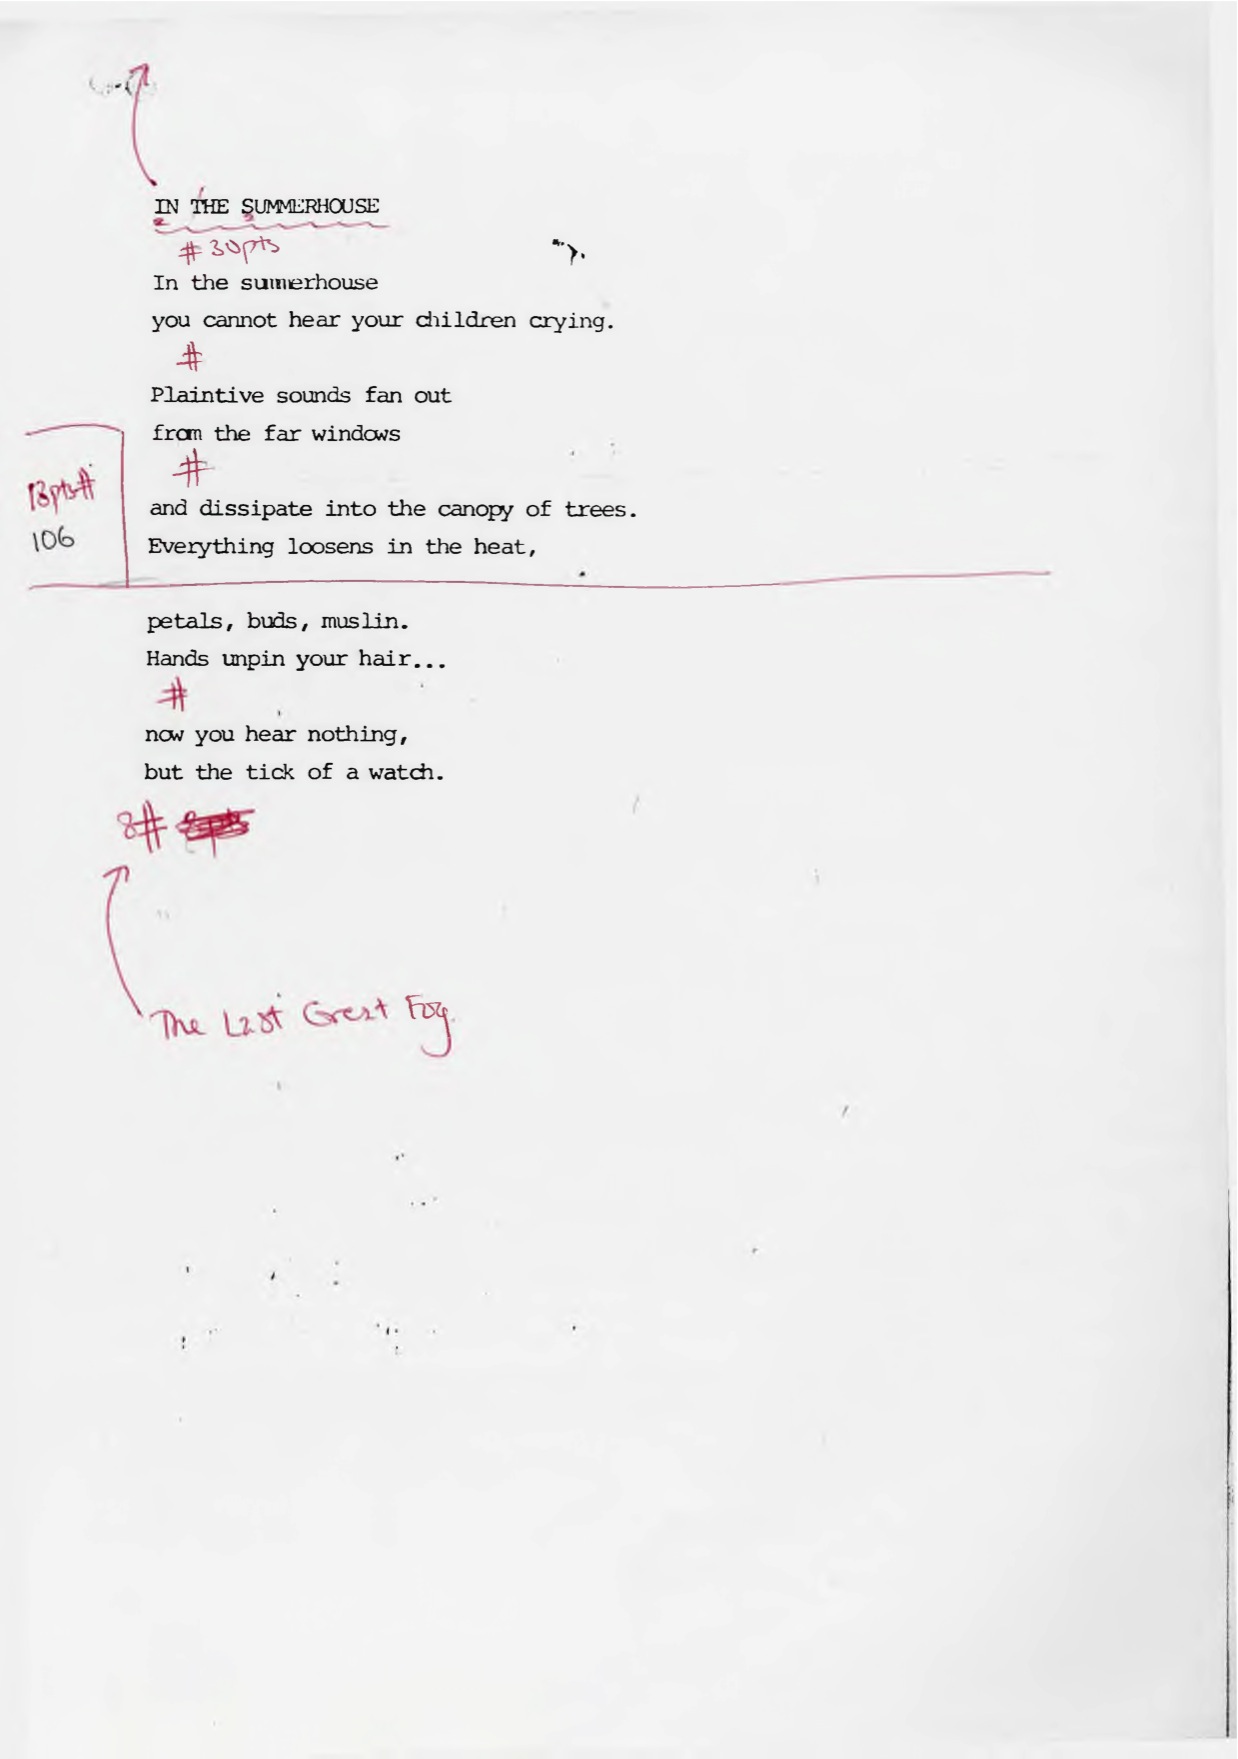 IN THE SUMMERHOUSE
# 30pts
In the summerhouse
you cannot hear your children crying.
#
Plaintive sounds fan out
from the far windows
#
13pts#
106
and dissipate into the canopy of trees.
Everything loosens in the heat,
petals, buds, muslin.
Hands unpin your hair...
#
now you hear nothing,
but the tick of a watch.
8#
The Last Great Fog.